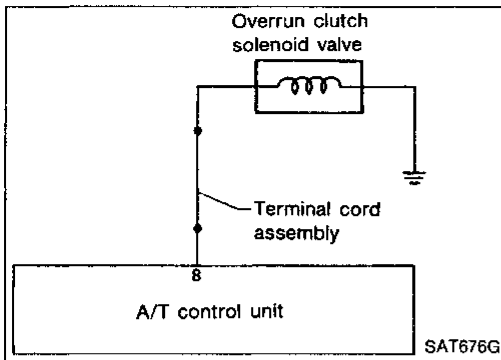 Overrun clutch
solenoid valve
Terminal cord
assembly
8
A/T control unit
SAT676G